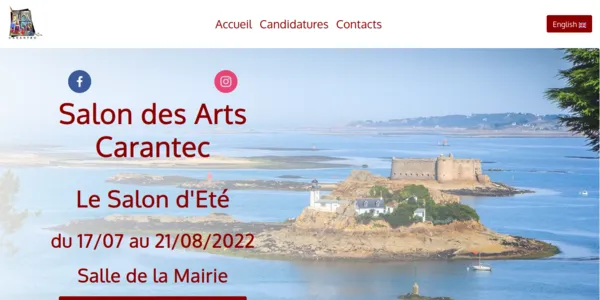 Accueil Candidatures Contacts
English
Salon des Arts
Carantec
Le Salon d'Eté
du 17/07 au 21/08/2022
Salle de la Mairie